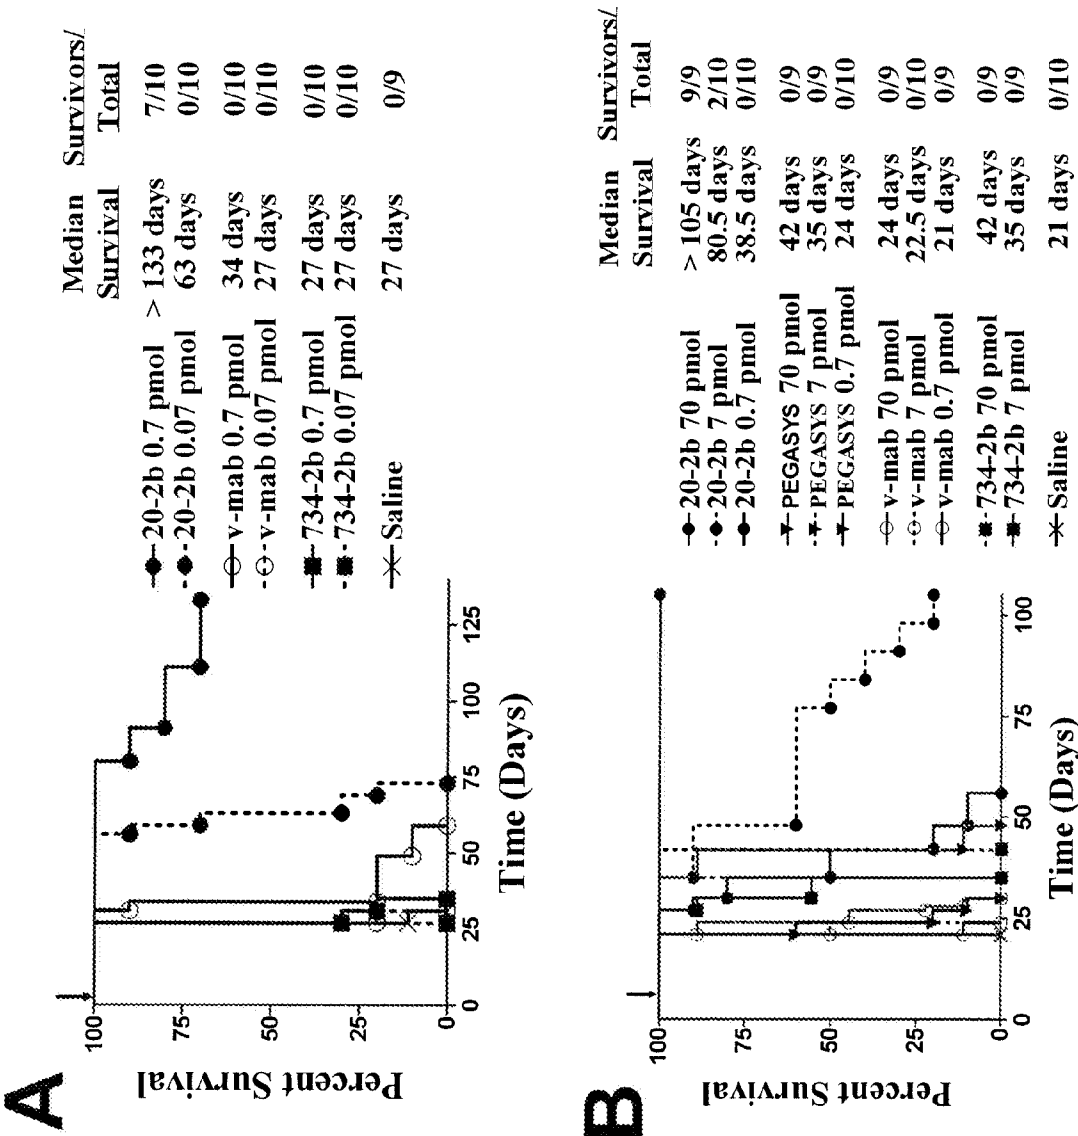 A
Percent Survival
100
75
50
25
0
0
25
50
75
100
125
Time (Days)
Median Survivors/
Survival Total
20-2b 0.7 pmol > 133 days 7/10
20-2b 0.07 pmol 63 days 0/10
v-mab 0.7 pmol 34 days 0/10
v-mab 0.07 pmol 27 days 0/10
734-2b 0.7 pmol 27 days 0/10
734-2b 0.07 pmol 27 days 0/10
Saline 27 days 0/9
B
Percent Survival
100
75
50
25
0
0
25
50
75
100
Time (Days)
Median Survivors/
Survival Total
20-2b 70 pmol > 105 days 9/9
20-2b 7 pmol 80.5 days 2/10
20-2b 0.7 pmol 38.5 days 0/10
PEGASYS 70 pmol 42 days 0/9
PEGASYS 7 pmol 35 days 0/9
PEGASYS 0.7 pmol 24 days 0/10
v-mab 70 pmol 24 days 0/9
v-mab 7 pmol 22.5 days 0/10
v-mab 0.7 pmol 21 days 0/9
734-2b 70 pmol 42 days 0/9
734-2b 7 pmol 35 days 0/9
Saline 21 days 0/10